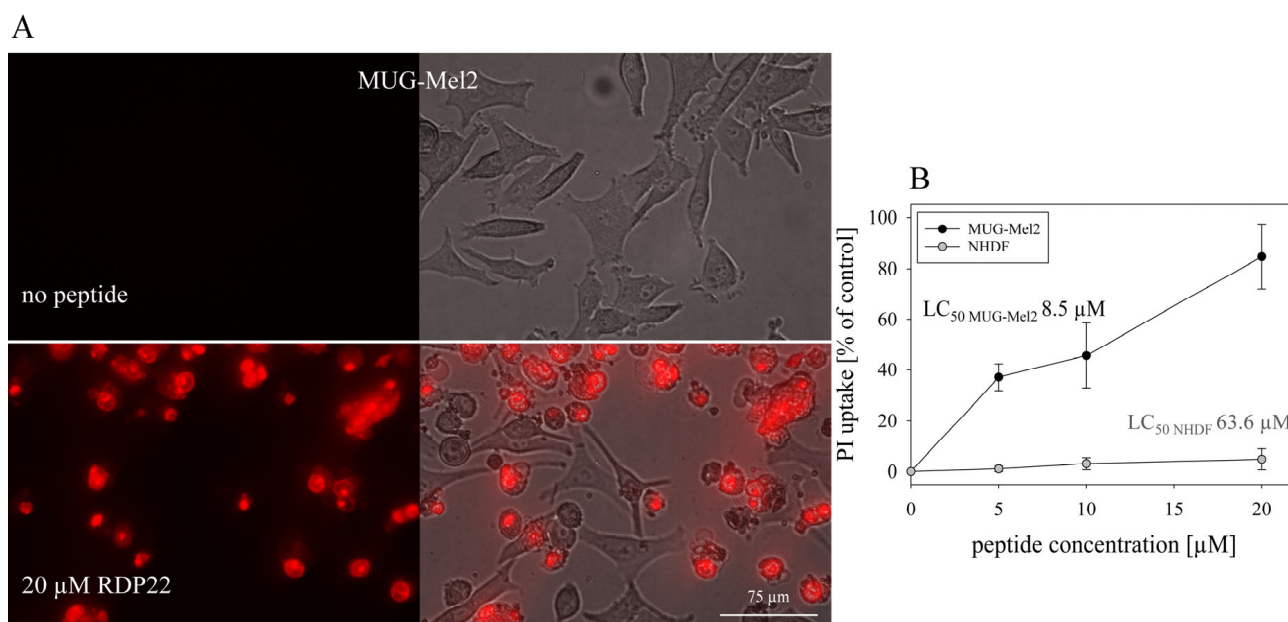 A
MUG-Mel2
no peptide
20 µM RDP22
75 µm
B
PI uptake [% of control]
100
80
60
40
20
0
MUG-Mel2
NHDF
LC50 MUG-Mel2 8.5 µM
LC50 NHDF 63.6 µM
0 5 10 15 20
peptide concentration [µM]